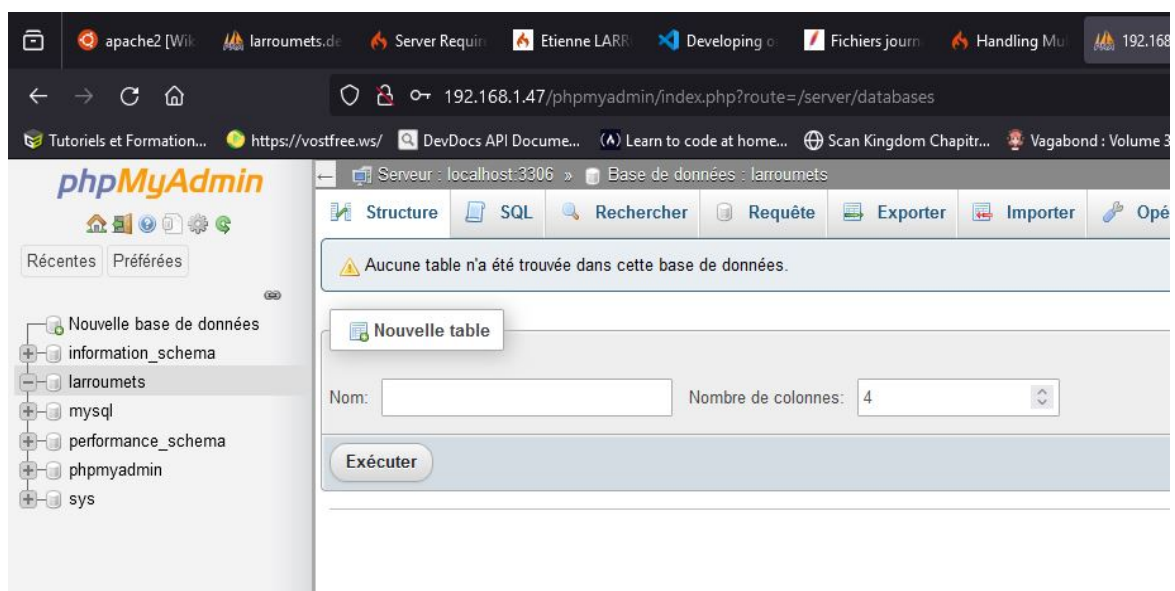 apache2 [Wik
larroumets.de
Server Requir
Etienne LARR
Developing o
Fichiers journ
Handling Mu
192.168
192.168.1.47/phpmyadmin/index.php?route=/server/databases
Tutoriels et Formation...
https://vostfree.ws/
DevDocs API Docume...
Learn to code at home...
Scan Kingdom Chapitr...
Vagabond : Volume 3
phpMyAdmin
Récentes
Préférées
Nouvelle base de données
information_schema
larroumets
mysql
performance_schema
phpmyadmin
sys
Serveur : localhost:3306 » Base de données : larroumets
Structure
SQL
Rechercher
Requête
Exporter
Importer
Opé
Aucune table n'a été trouvée dans cette base de données.
Nouvelle table
Nom:
Nombre de colonnes: 4
Exécuter